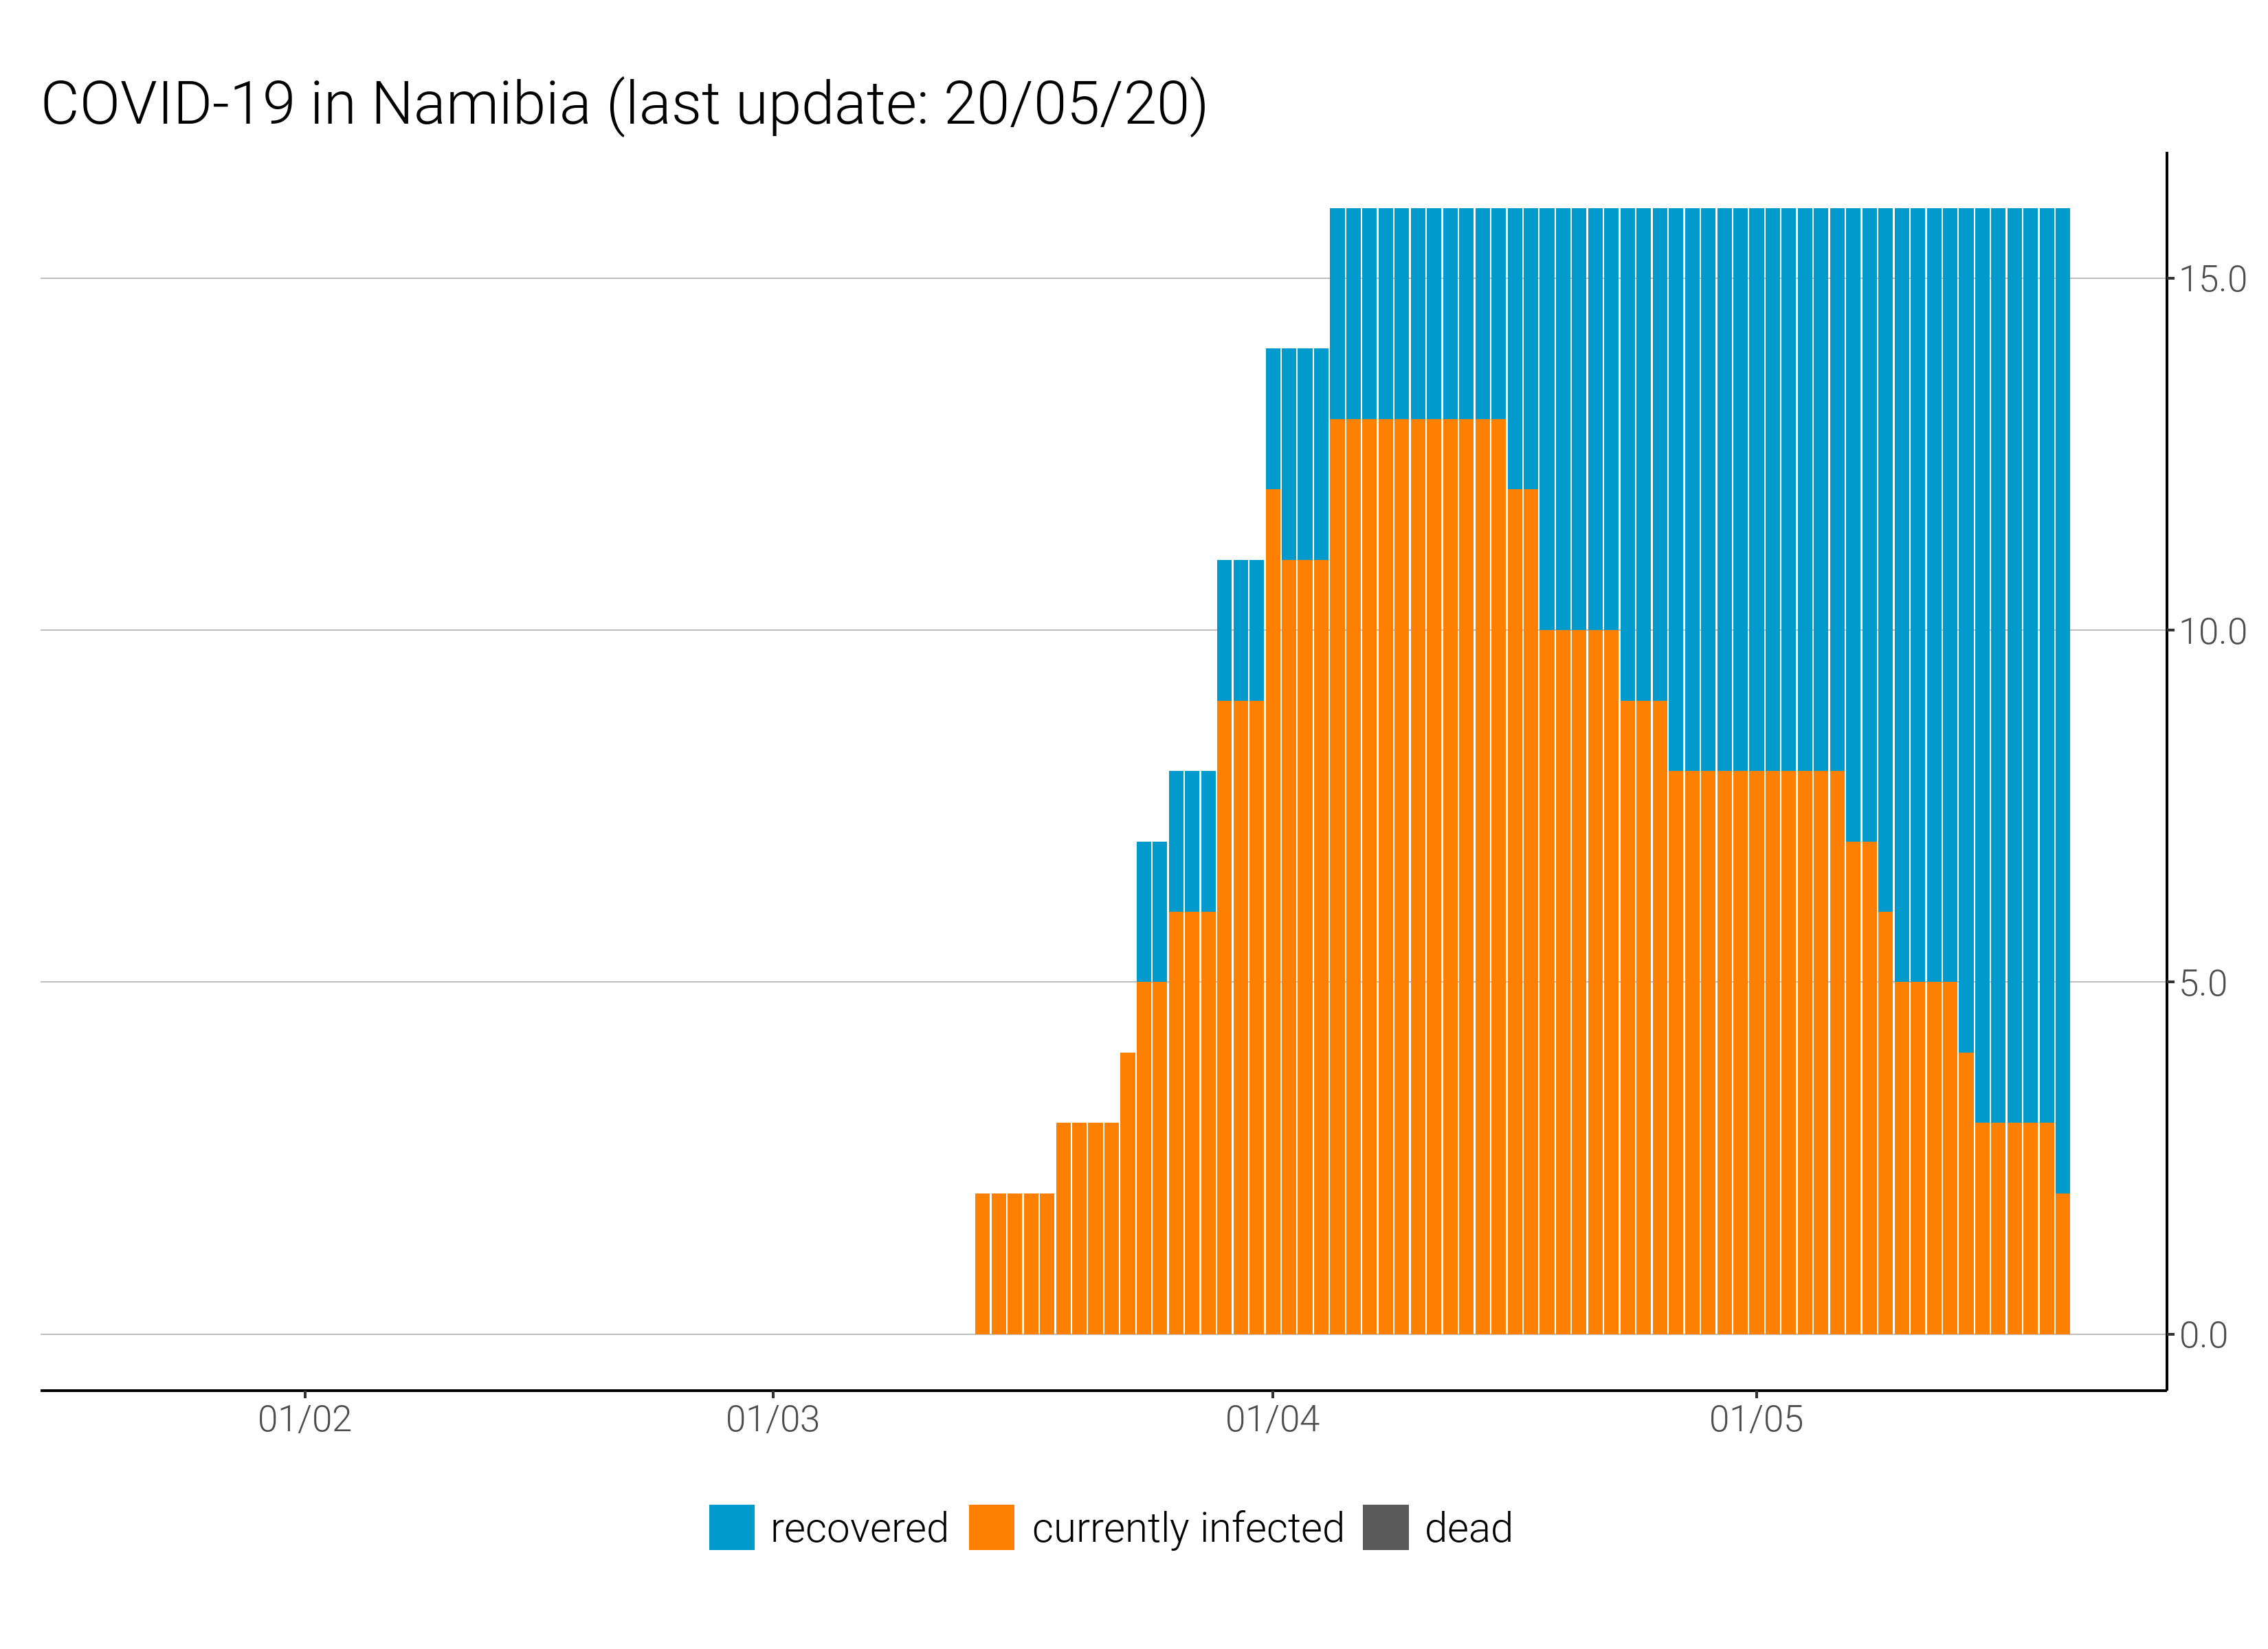 COVID-19 in Namibia (last update: 20/05/20)
15.0
10.0
5.0
0.0
01/02 01/03 01/04 01/05
recovered currently infected dead